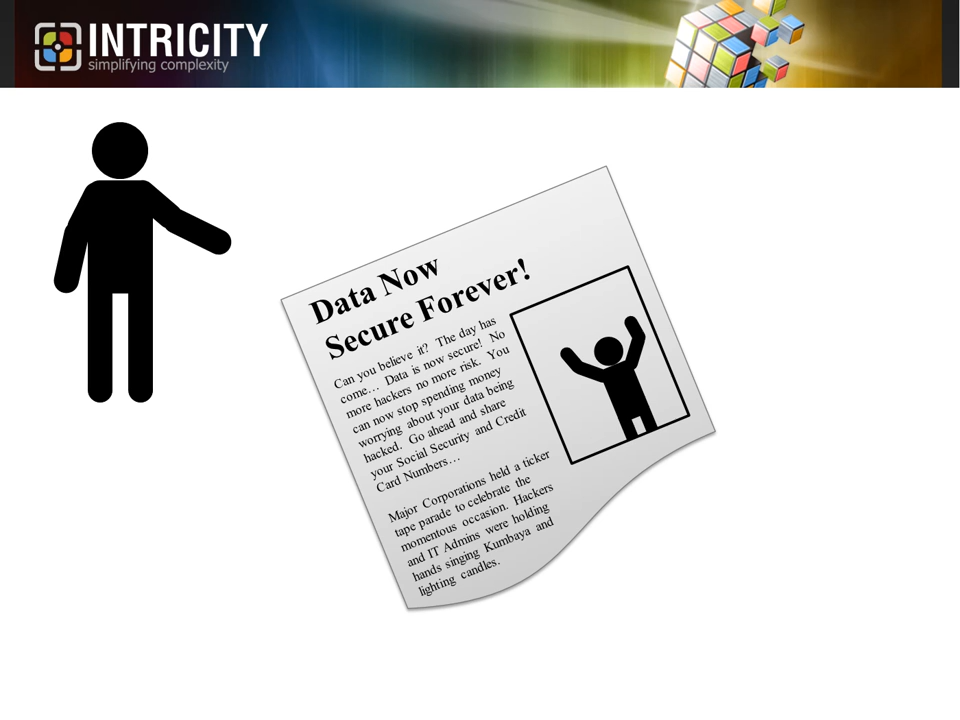 INTRICITY
simplifying complexity
Data Now
Secure Forever!
Can you believe it? The day has
come… Data is now secure! No
more hackers no more risk. You
can now stop spending money
worrying about your data being
hacked. Go ahead and share
your Social Security and Credit
Card Numbers…
Major Corporations held a ticker
tape parade to celebrate the
momentous occasion. Hackers
and IT Admins were holding
hands singing Kumbaya and
lighting candles.